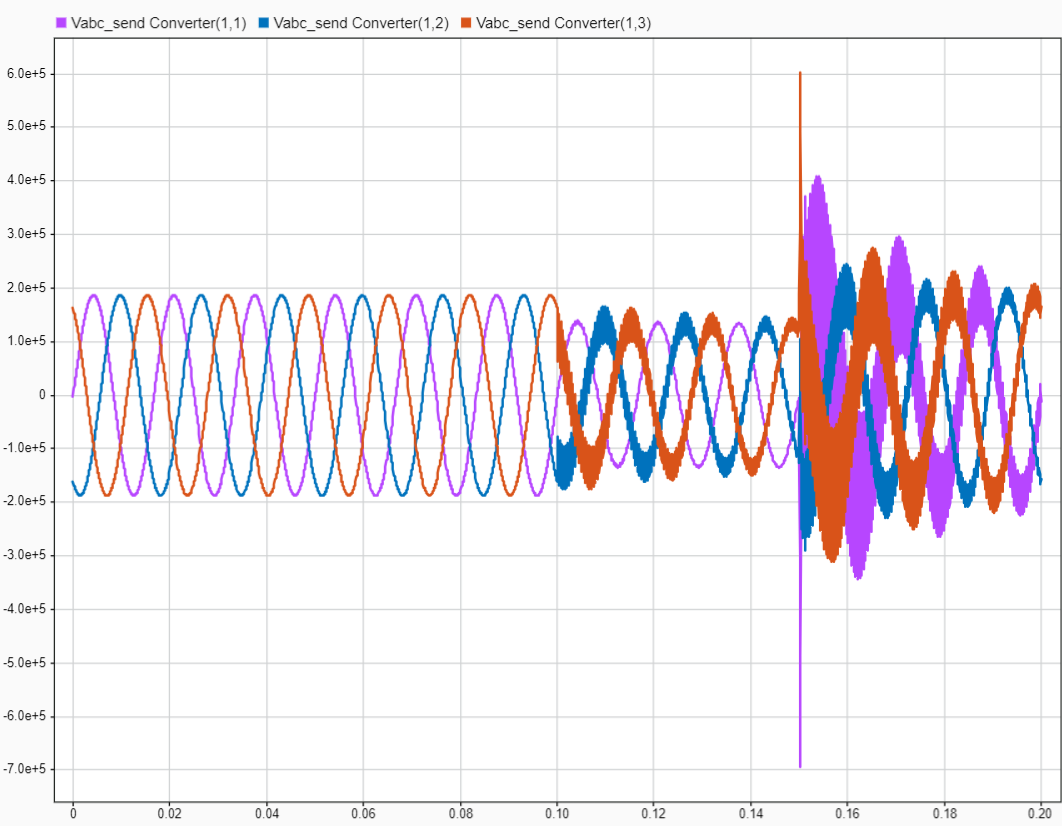 Vabc_send Converter(1,1) Vabc_send Converter(1,2) Vabc_send Converter(1,3)
6.0e+5
5.0e+5
4.0e+5
3.0e+5
2.0e+5
1.0e+5
0
-1.0e+5
-2.0e+5
-3.0e+5
-4.0e+5
-5.0e+5
-6.0e+5
-7.0e+5
0 0.02 0.04 0.06 0.08 0.10 0.12 0.14 0.16 0.18 0.20